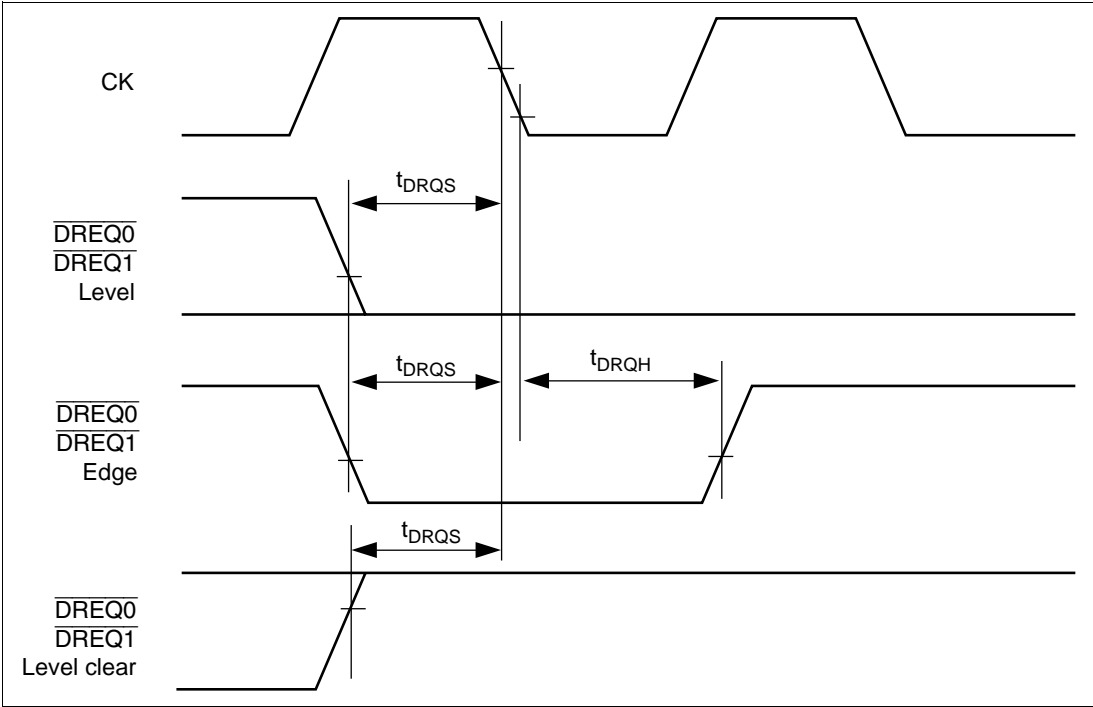 CK
tDRQS
DREQ0
DREQ1
Level
tDRQS
tDRQH
DREQ0
DREQ1
Edge
tDRQS
DREQ0
DREQ1
Level clear